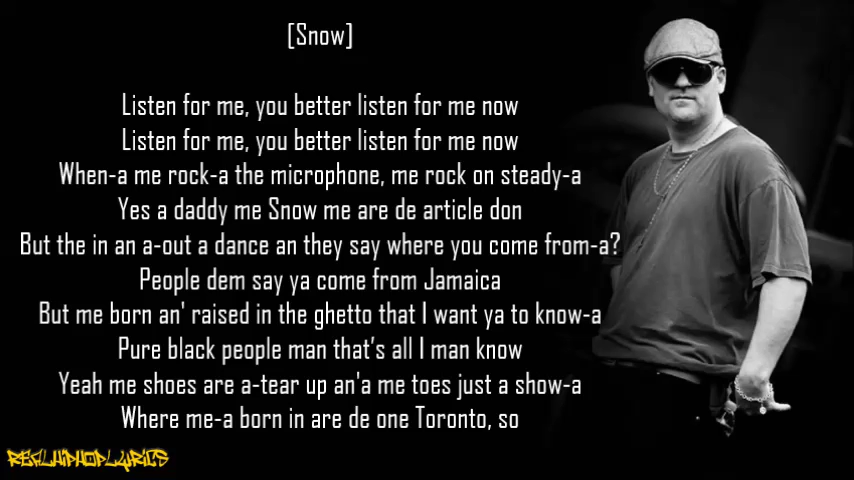 [Snow]
Listen for me, you better listen for me now
Listen for me, you better listen for me now
When-a me rock-a the microphone, me rock on steady-a
Yes a daddy me Snow me are de article don
But the in an a-out a dance an they say where you come from-a?
People dem say ya come from Jamaica
But me born an' raised in the ghetto that I want ya to know-a
Pure black people man that's all I man know
Yeah me shoes are a-tear up an'a me toes just a show-a
Where me-a born in are de one Toronto, so
REALHIPHOPLYRICS